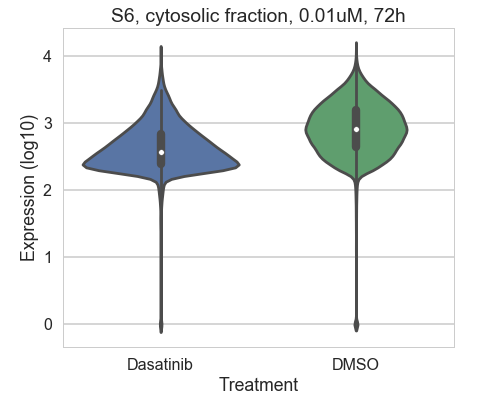 S6, cytosolic fraction, 0.01uM, 72h
Expression (log10)
4
3
2
1
0
Dasatinib DMSO
Treatment